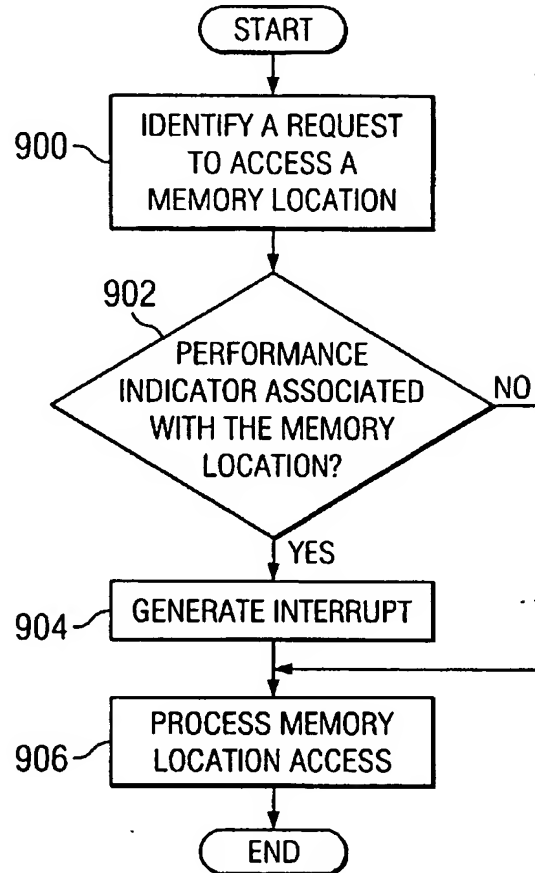 START
900
IDENTIFY A REQUEST
TO ACCESS A
MEMORY LOCATION
902
PERFORMANCE
INDICATOR ASSOCIATED
WITH THE MEMORY
LOCATION?
NO
YES
904
GENERATE INTERRUPT
906
PROCESS MEMORY
LOCATION ACCESS
END